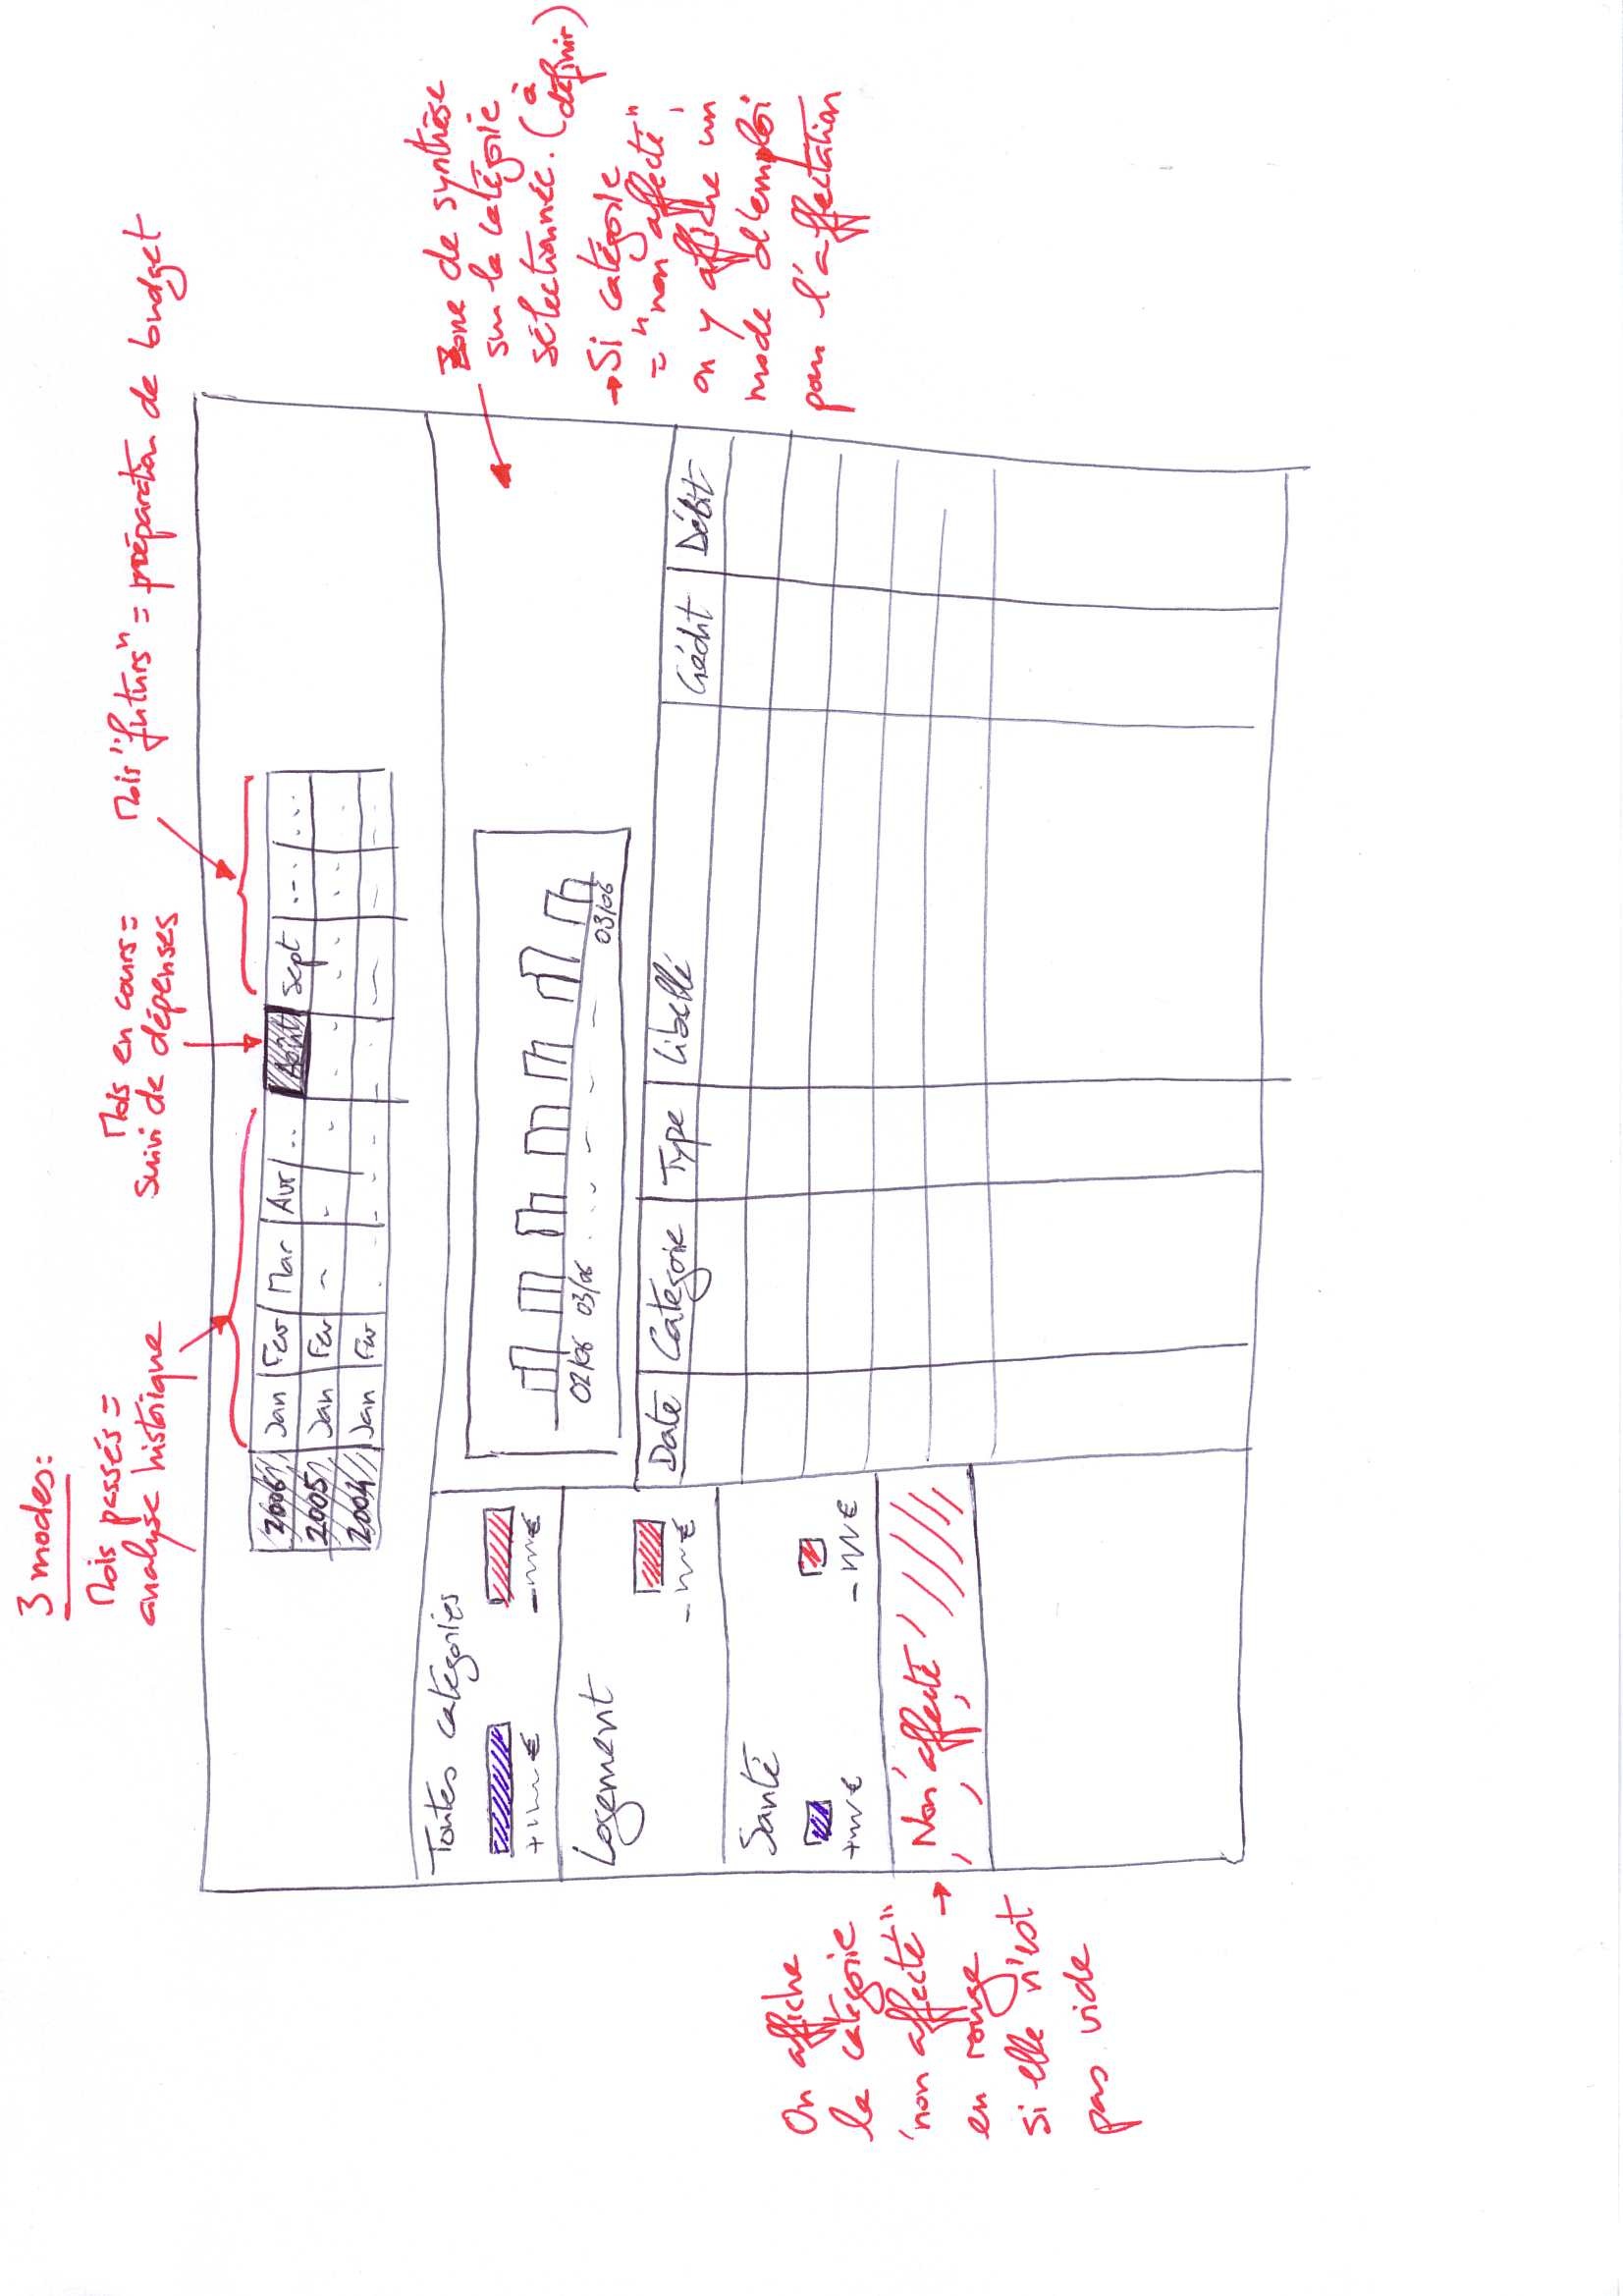 3 modes:
Mois passés =
analyse historique
Mois en cours =
suivi de dépenses
Mois "futurs" = préparation de budget
2006 Jan Fev Mar Avr .. Août Sept .... ...
2005 Jan Fev
2004 Jan Fev
Toutes catégories
+ €
- €
Logement
- €
Santé
+ €
- €
Non affecté
02/06 03/06 03/06
Date Catégorie Type Libellé Crédit Débit
Zone de synthèse
sur la catégorie
sélectionnée. (à
définir)
→ Si catégorie
= "non affecté",
on y affiche un
mode d'emploi
pour l'affectation
On affiche
la catégorie
"non affecté"
en rouge
si elle n'est
pas vide